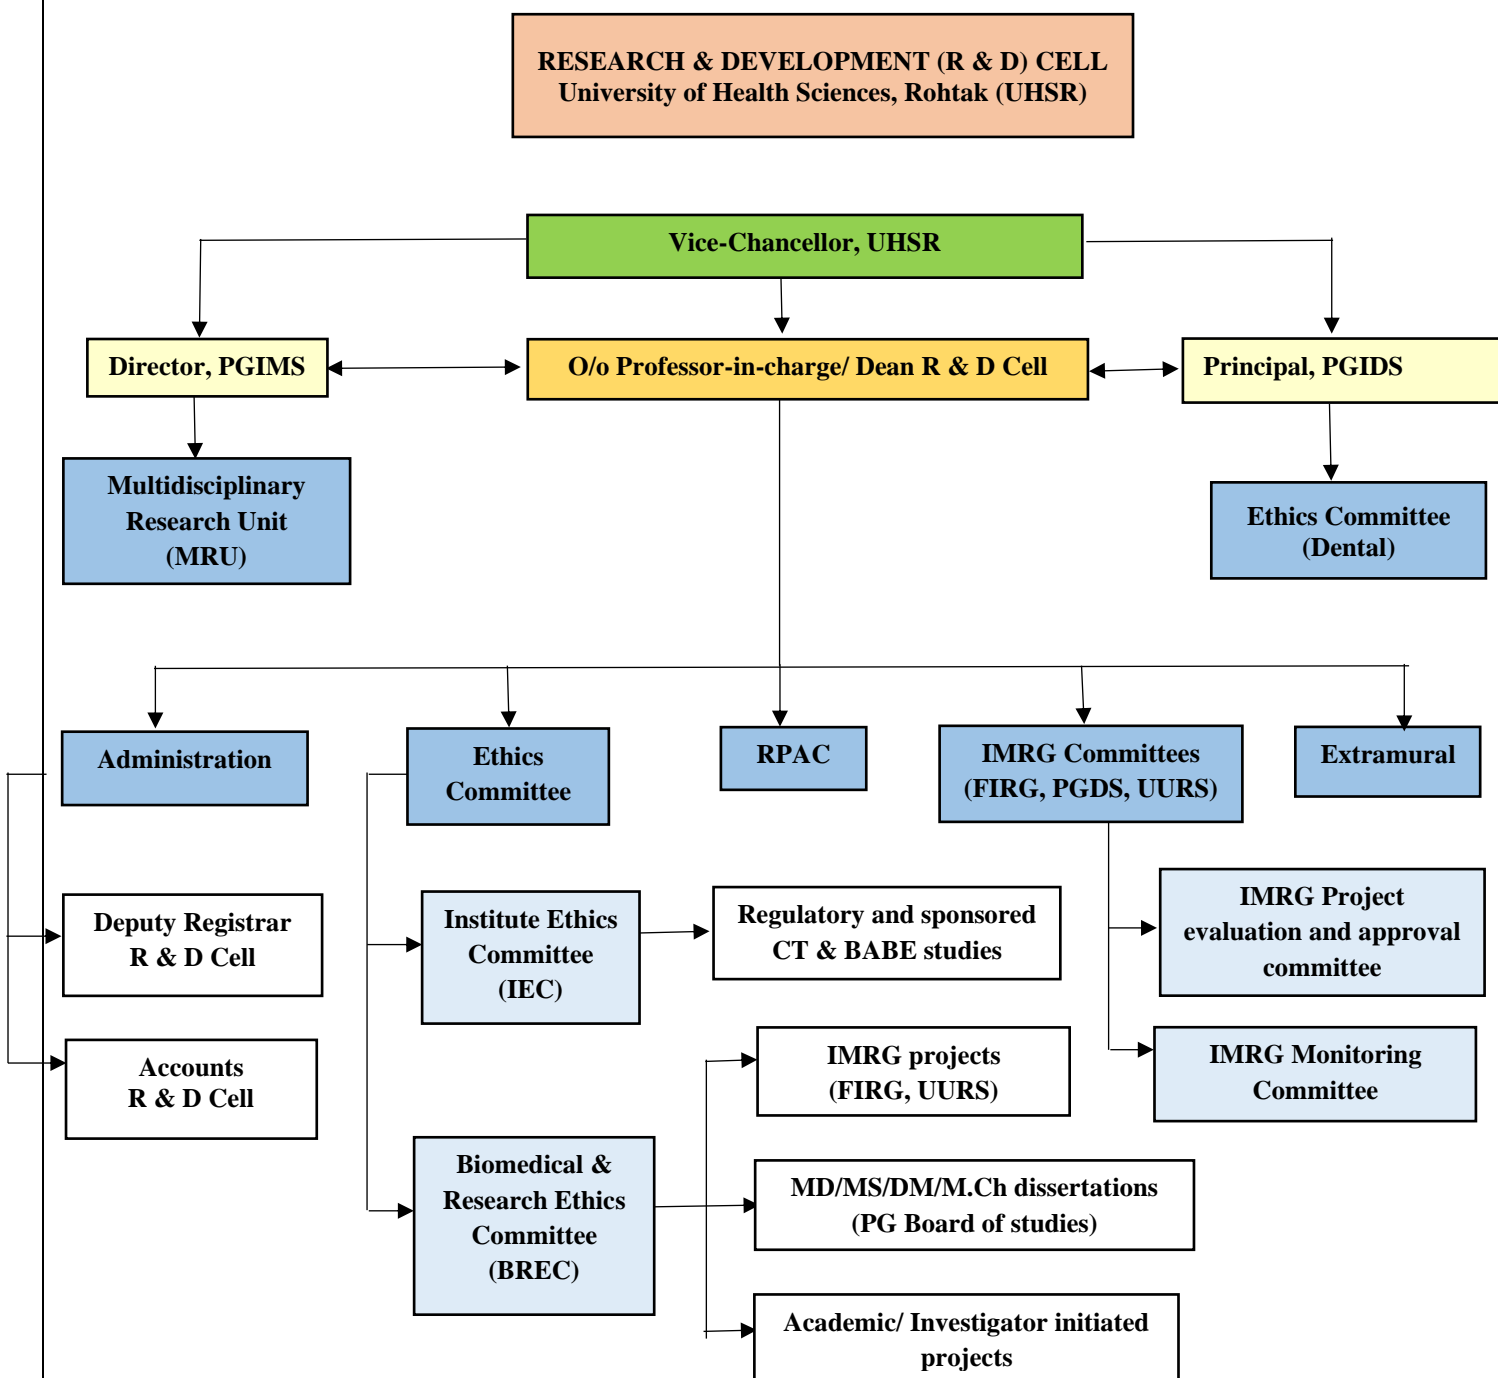 RESEARCH & DEVELOPMENT (R & D) CELL
University of Health Sciences, Rohtak (UHSR)
Vice-Chancellor, UHSR
Director, PGIMS
O/o Professor-in-charge/ Dean R & D Cell
Principal, PGIDS
Multidisciplinary
Research Unit
(MRU)
Ethics Committee
(Dental)
Administration
Ethics
Committee
RPAC
IMRG Committees
(FIRG, PGDS, UURS)
Extramural
Deputy Registrar
R & D Cell
Institute Ethics
Committee
(IEC)
Regulatory and sponsored
CT & BABE studies
IMRG Project
evaluation and approval
committee
Accounts
R & D Cell
IMRG projects
(FIRG, UURS)
IMRG Monitoring
Committee
Biomedical &
Research Ethics
Committee
(BREC)
MD/MS/DM/M.Ch dissertations
(PG Board of studies)
Academic/ Investigator initiated
projects